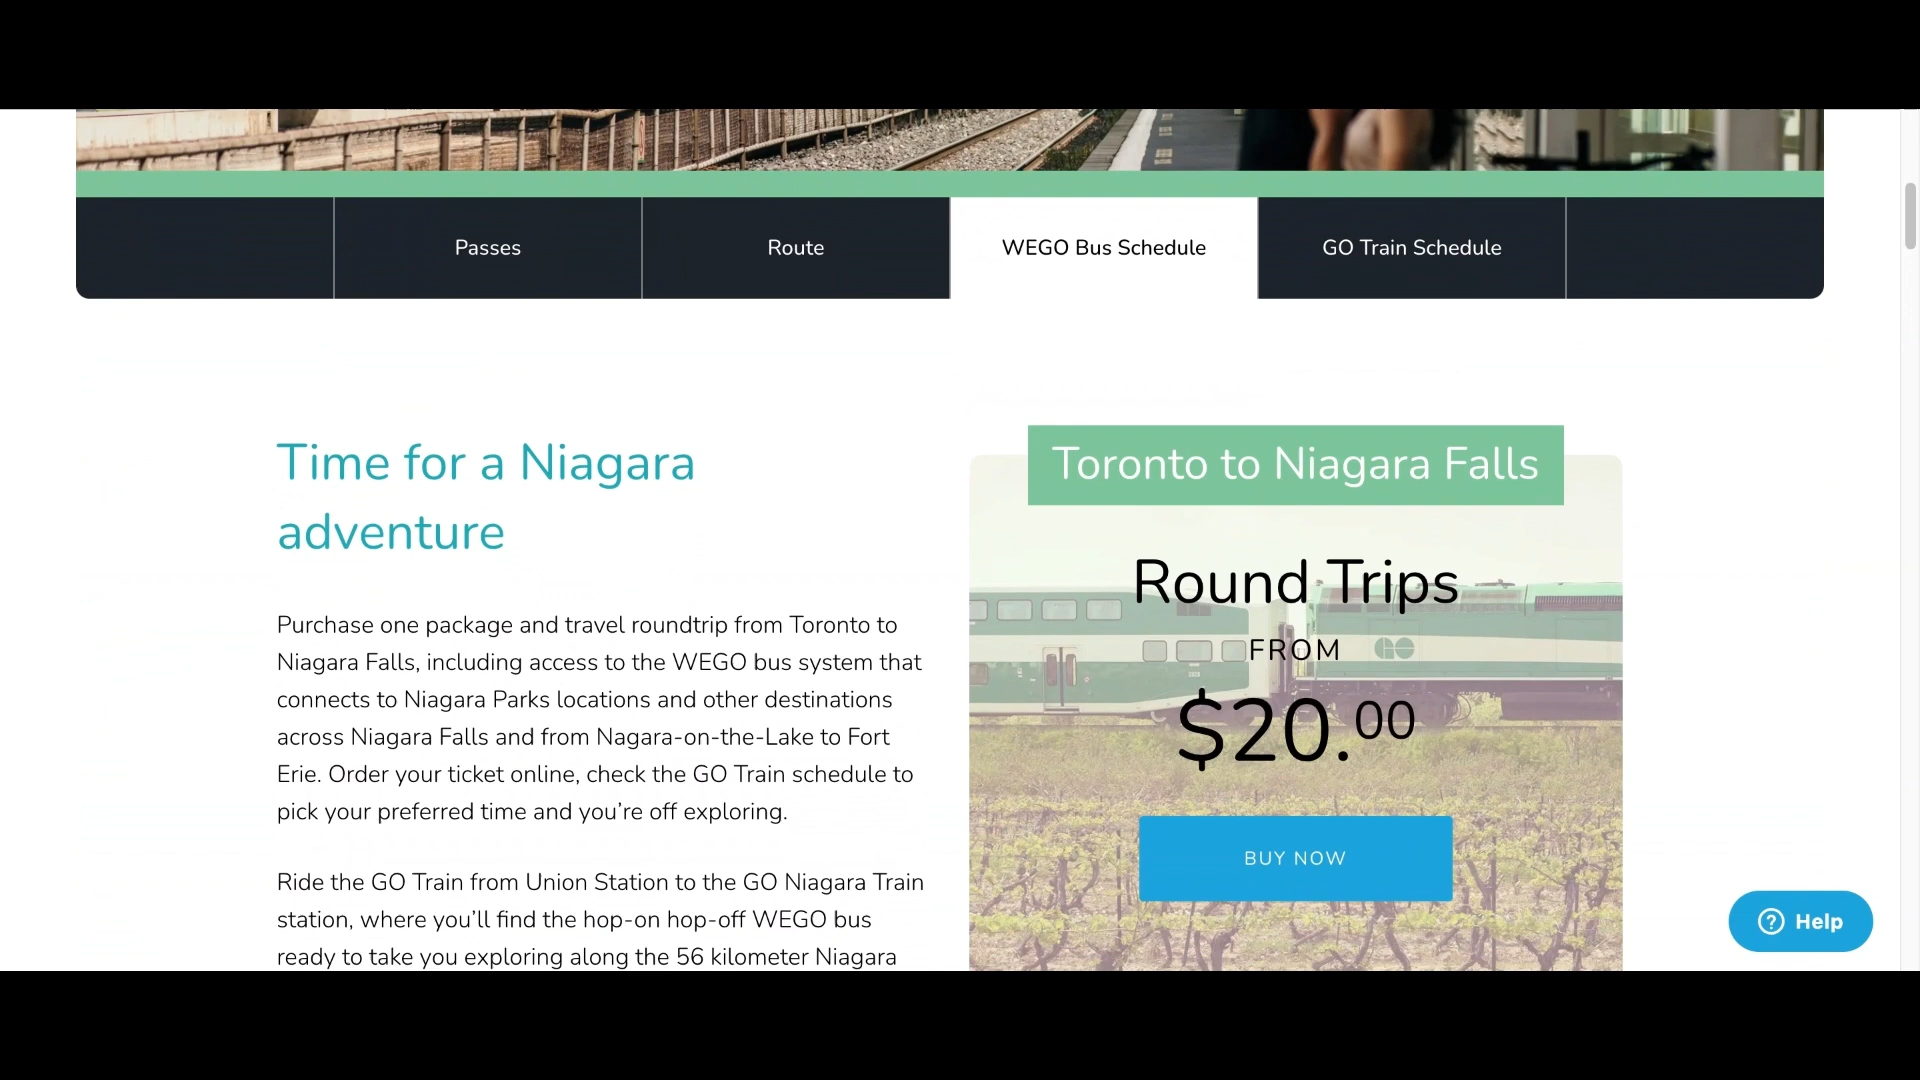 Passes
Route
WEGO Bus Schedule
GO Train Schedule
Time for a Niagara
adventure
Purchase one package and travel roundtrip from Toronto to
Niagara Falls, including access to the WEGO bus system that
connects to Niagara Parks locations and other destinations
across Niagara Falls and from Nagara-on-the-Lake to Fort
Erie. Order your ticket online, check the GO Train schedule to
pick your preferred time and you’re off exploring.
Ride the GO Train from Union Station to the GO Niagara Train
station, where you’ll find the hop-on hop-off WEGO bus
ready to take you exploring along the 56 kilometer Niagara
Toronto to Niagara Falls
Round Trips
FROM
$20.00
BUY NOW
GO
Help